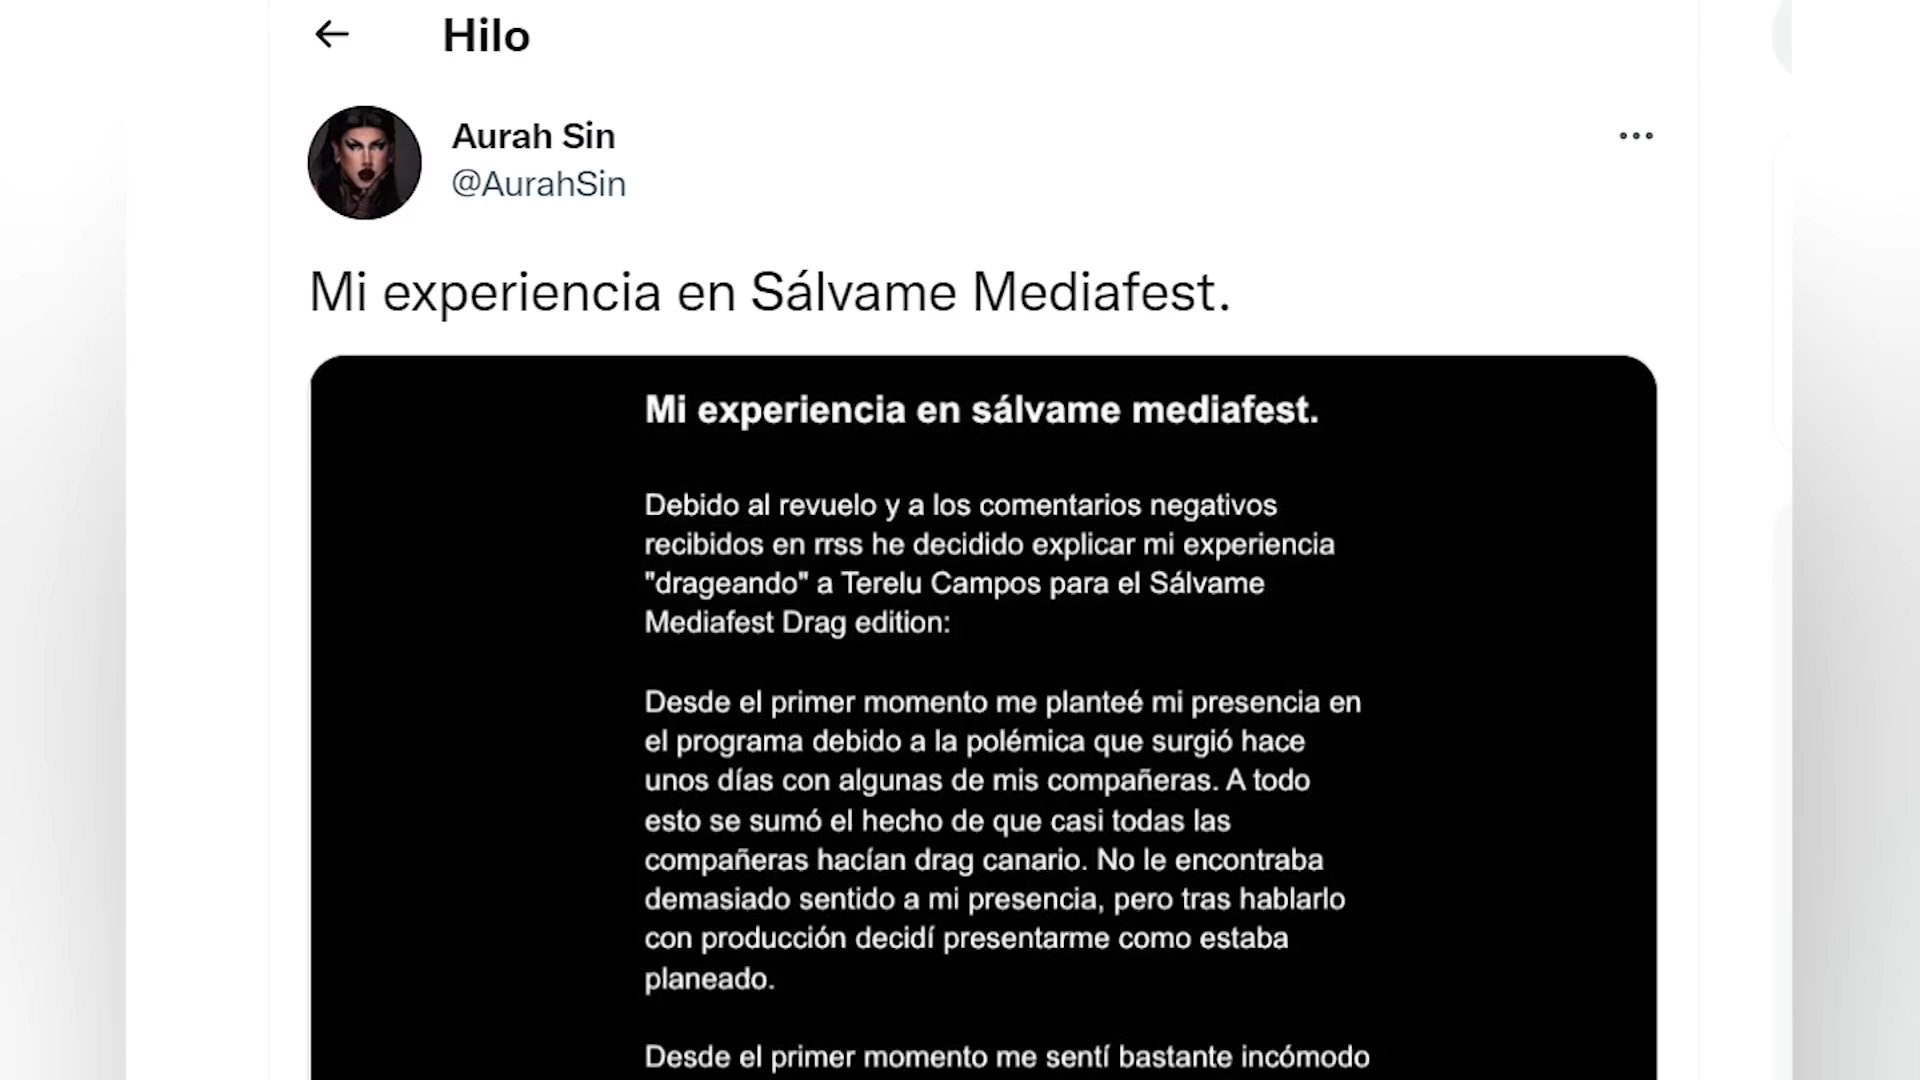 Hilo
Aurah Sin
@AurahSin
Mi experiencia en Sálvame Mediafest.
Mi experiencia en sálvame mediafest.
Debido al revuelo y a los comentarios negativos
recibidos en rrss he decidido explicar mi experiencia
"drageando" a Terelu Campos para el Sálvame
Mediafest Drag edition:
Desde el primer momento me planteé mi presencia en
el programa debido a la polémica que surgió hace
unos días con algunas de mis compañeras. A todo
esto se sumó el hecho de que casi todas las
compañeras hacían drag canario. No le encontraba
demasiado sentido a mi presencia, pero tras hablarlo
con producción decidí presentarme como estaba
planeado.
Desde el primer momento me sentí bastante incómodo